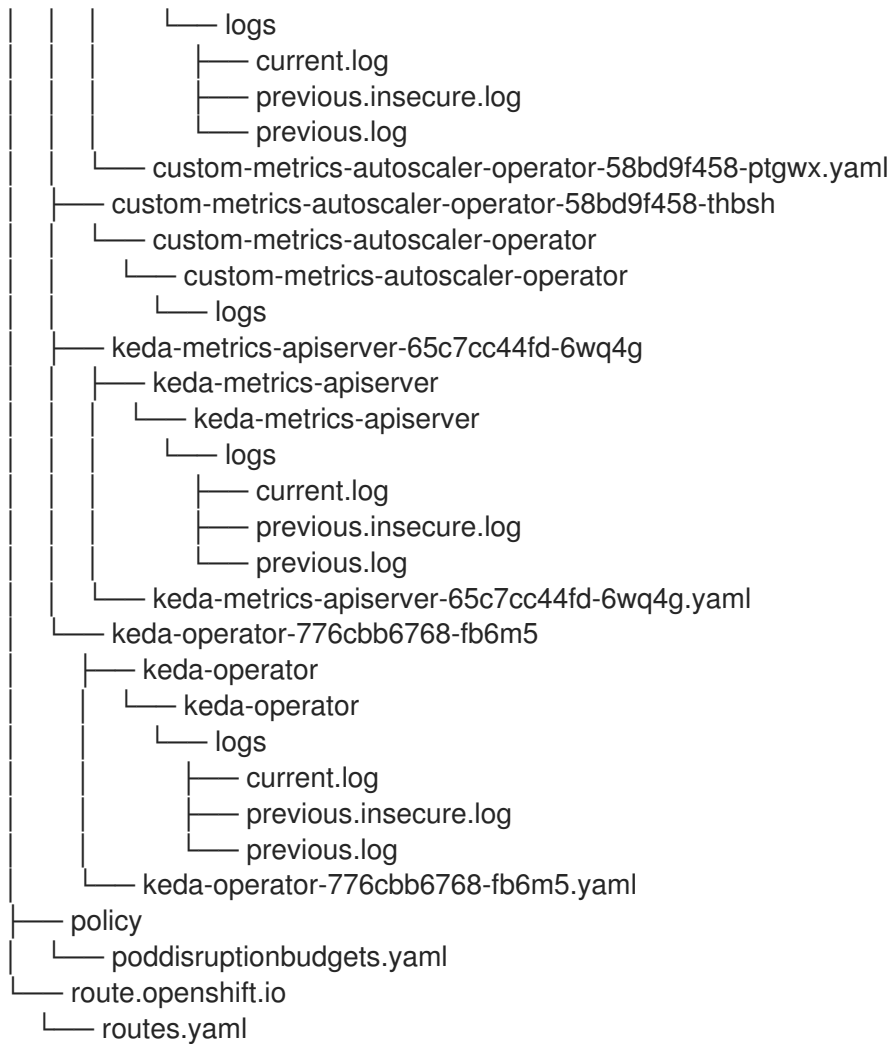 │ │ │ └── logs
│ │ │ ├── current.log
│ │ │ ├── previous.insecure.log
│ │ │ └── previous.log
│ │ └── custom-metrics-autoscaler-operator-58bd9f458-ptgwx.yaml
│ ├── custom-metrics-autoscaler-operator-58bd9f458-thbsh
│ │ └── custom-metrics-autoscaler-operator
│ │ └── custom-metrics-autoscaler-operator
│ │ └── logs
│ ├── keda-metrics-apiserver-65c7cc44fd-6wq4g
│ │ ├── keda-metrics-apiserver
│ │ │ └── keda-metrics-apiserver
│ │ │ └── logs
│ │ │ ├── current.log
│ │ │ ├── previous.insecure.log
│ │ │ └── previous.log
│ │ └── keda-metrics-apiserver-65c7cc44fd-6wq4g.yaml
│ └── keda-operator-776cbb6768-fb6m5
│ ├── keda-operator
│ │ └── keda-operator
│ │ └── logs
│ │ ├── current.log
│ │ ├── previous.insecure.log
│ │ └── previous.log
│ └── keda-operator-776cbb6768-fb6m5.yaml
├── policy
│ └── poddisruptionbudgets.yaml
└── route.openshift.io
└── routes.yaml